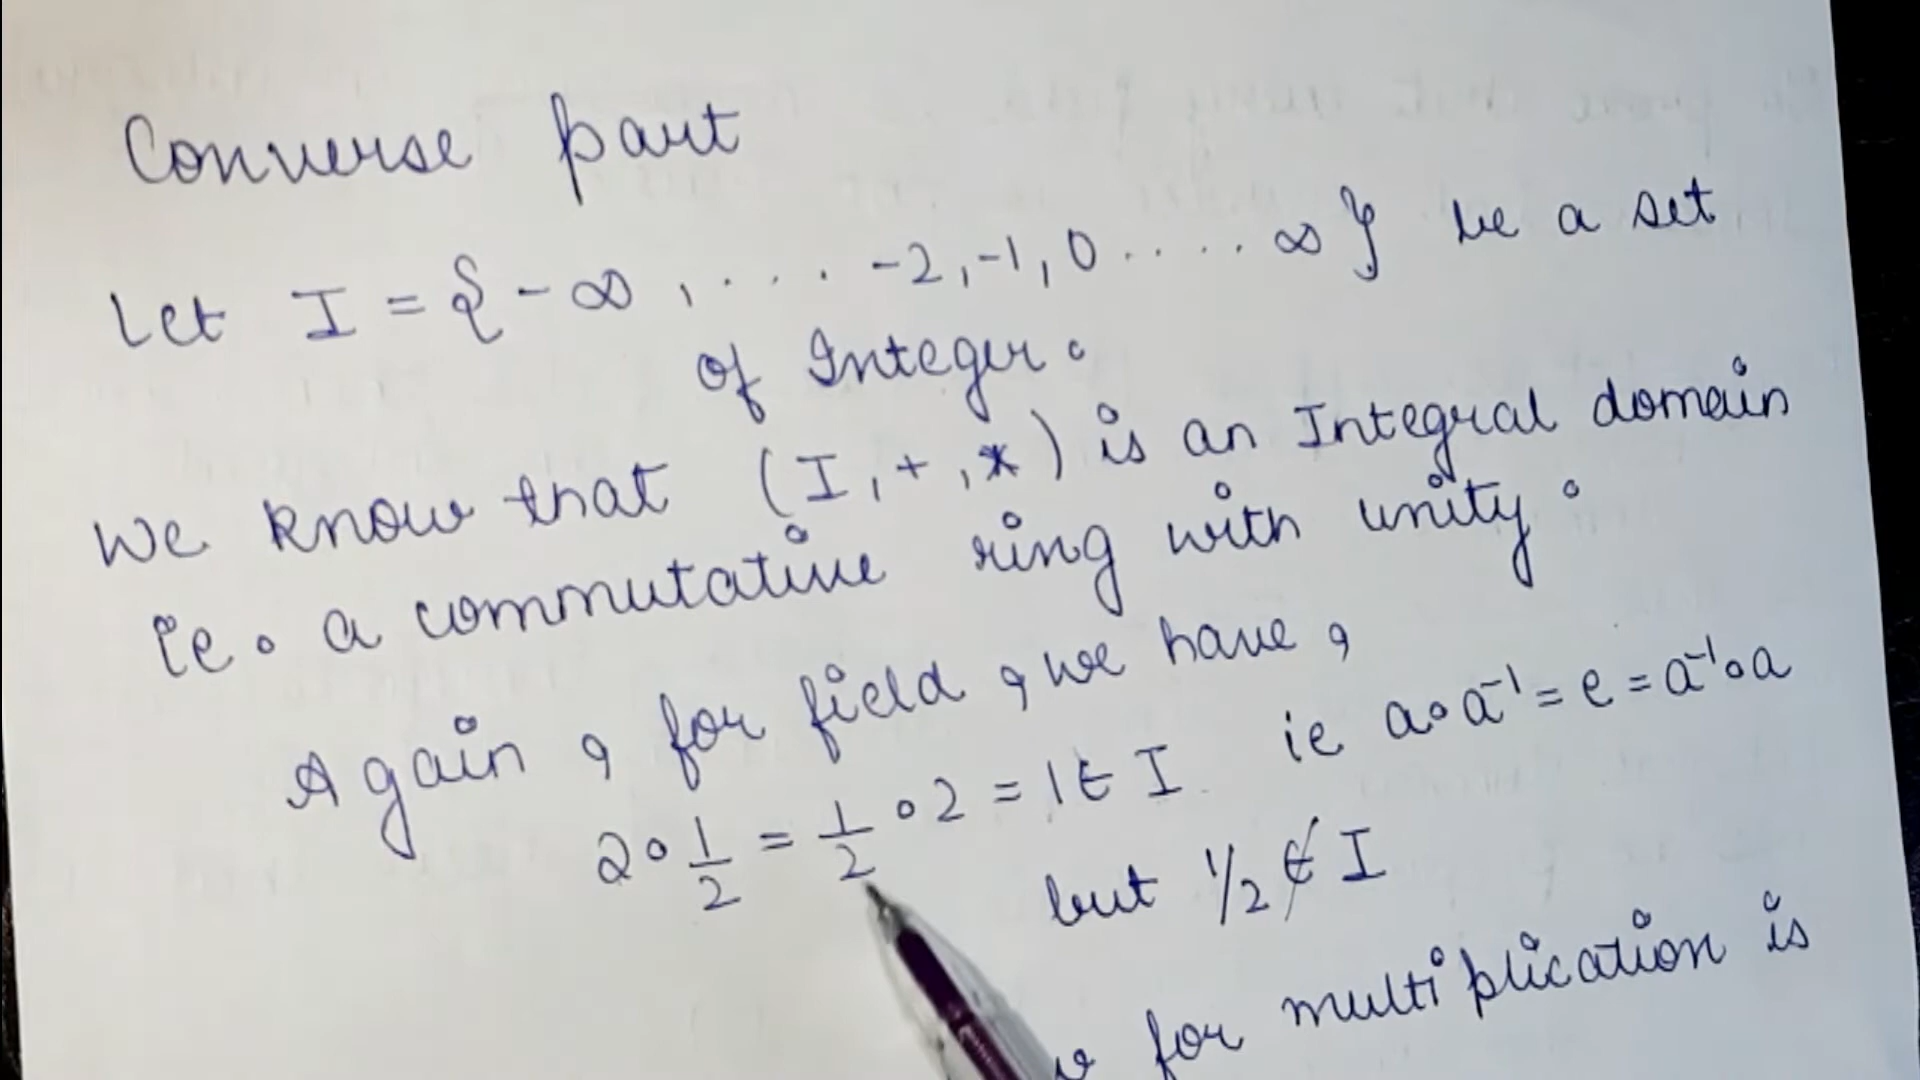 Converse part
Let I = { - ∞ , .... -2, -1, 0 ..... ∞ } be a set
of Integer.
We know that (I, +, *) is an Integral domain
ie. a commutative ring with unity.
Again, for field, we have,
ie a∘a⁻¹ = e = a⁻¹∘a
2∘1/2 = 1/2∘2 = 1 ∈ I
but 1/2 ∉ I
for multiplication is